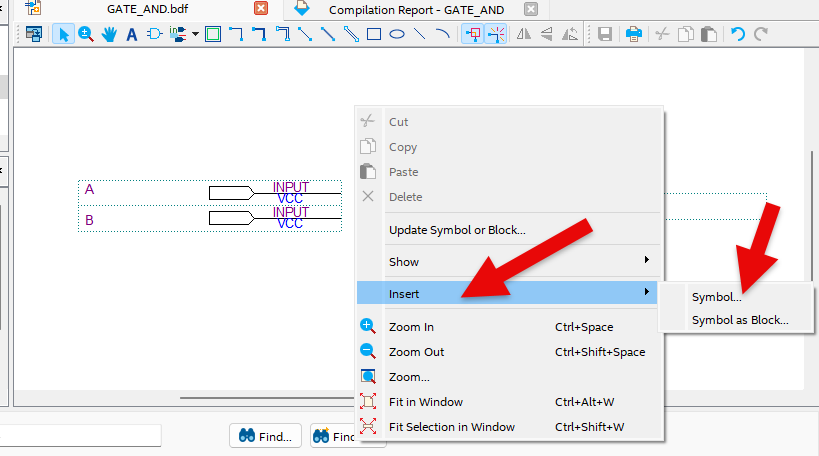 GATE_AND.bdf
Compilation Report - GATE_AND
A
A
INPUT
VCC
B
INPUT
VCC
Cut
Copy
Paste
Delete
Update Symbol or Block...
Show
Insert
Symbol...
Symbol as Block...
Zoom In Ctrl+Space
Zoom Out Ctrl+Shift+Space
Zoom...
Fit in Window Ctrl+Alt+W
Fit Selection in Window Ctrl+Shift+W
Find...
Find